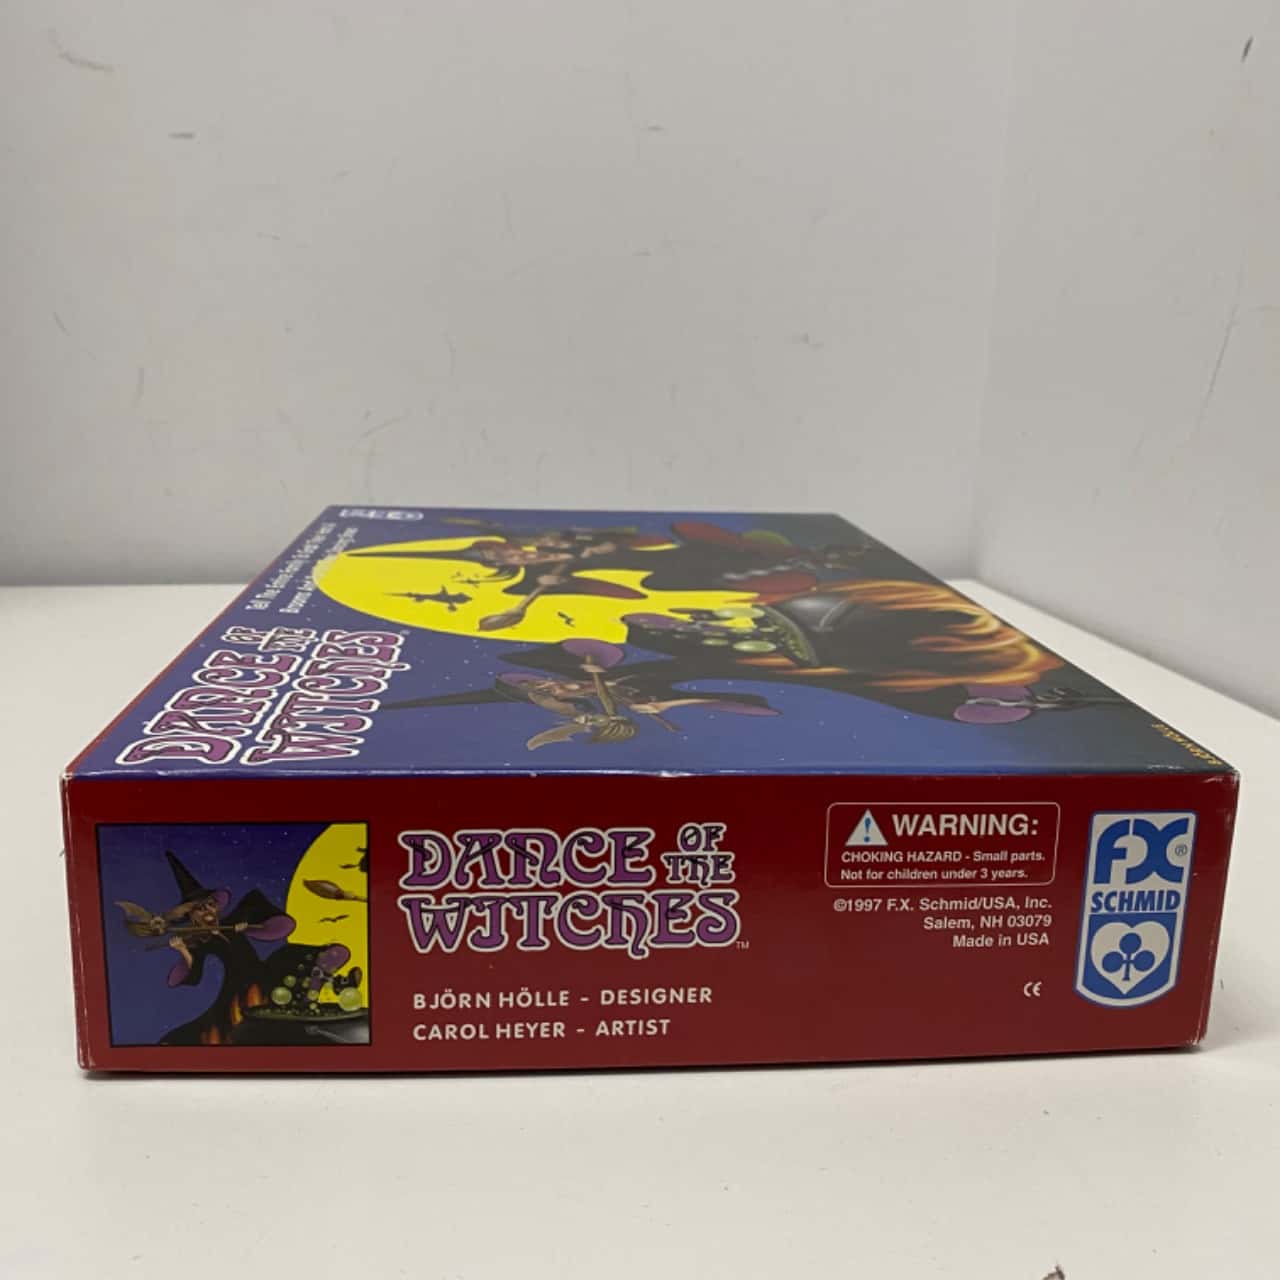 DANCE OF THE
WITCHES
DANCE OF THE
WITCHES™
BJÖRN HÖLLE - DESIGNER
CAROL HEYER - ARTIST
WARNING:
CHOKING HAZARD - Small parts.
Not for children under 3 years.
©1997 F.X. Schmid/USA, Inc.
Salem, NH 03079
Made in USA
CE
FX®
SCHMID